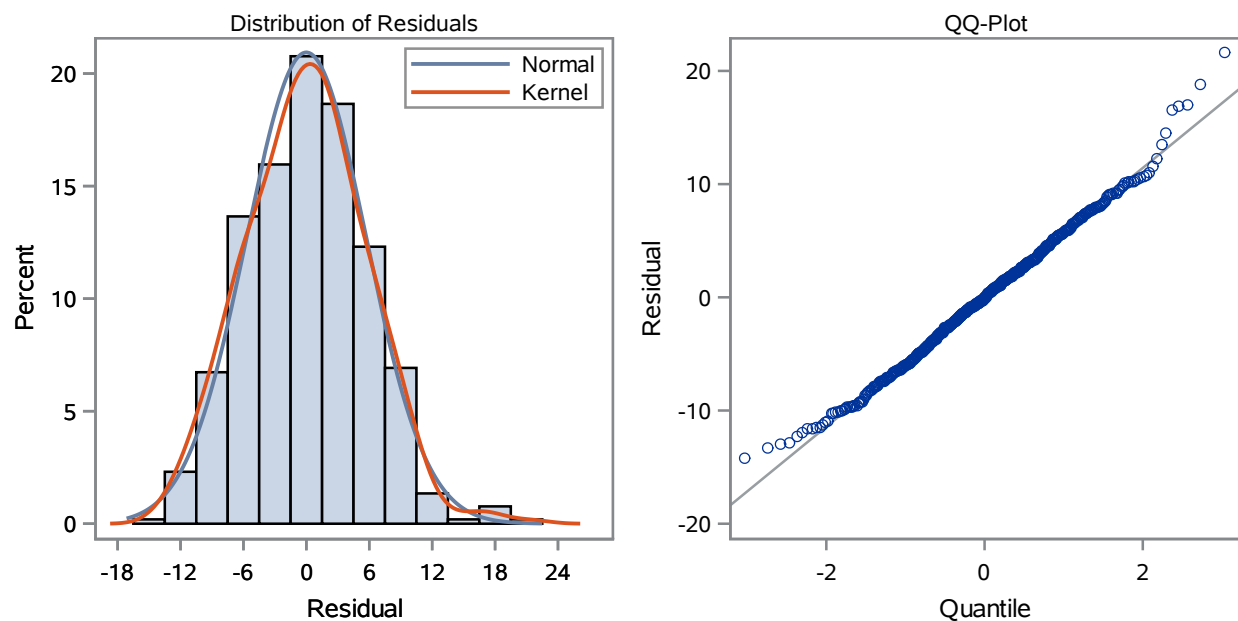 Distribution of Residuals
Normal
Kernel
20
15
10
5
0
Percent
-18 -12 -6 0 6 12 18 24
Residual
QQ-Plot
20
10
0
-10
-20
Residual
-2 0 2
Quantile